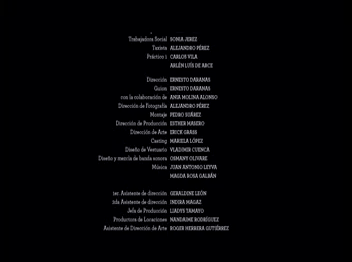 Trabajadora Social SONIA JEREZ
Taxista ALEJANDRO PÉREZ
Práctico 1 CARLOS VILA
ARLÉN LUIS DE ARCE
Dirección ERNESTO DARANAS
Guion ERNESTO DARANAS
con la colaboración de ANIA MOLINA ALONSO
Dirección de Fotografía ALEJANDRO PÉREZ
Montaje PEDRO SUÁREZ
Dirección de Producción ESTHER MASERO
Dirección de Arte ERICK GRASS
Casting MARIELA LÓPEZ
Diseño de Vestuario VLADIMIR CUENCA
Diseño y mezcla de banda sonora OSMANY OLIVARE
Música JUAN ANTONIO LEYVA
MAGDA ROSA GALBÁN
1er. Asistente de dirección GERALDINE LEÓN
2da Asistente de dirección INDIRA MAGAZ
Jefa de Producción LIADYS TAMAYO
Productora de Locaciones MANDAIME RODRÍGUEZ
Asistente de Dirección de Arte ROGER HERRERA GUTIÉRREZ